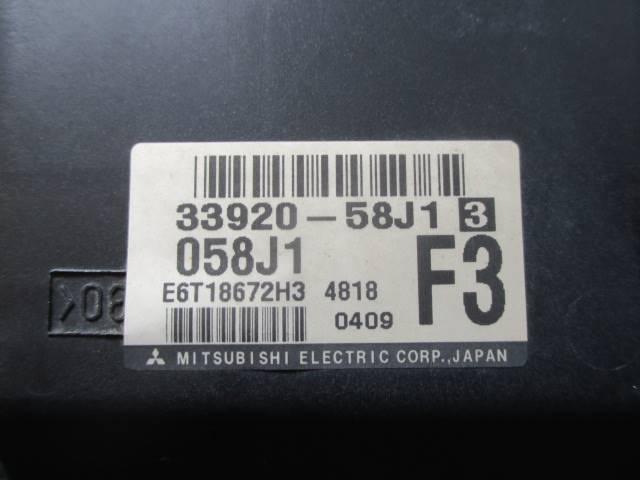 33920-58J1 3
058J1
F3
E6T18672H3 4818
0409
MITSUBISHI ELECTRIC CORP.,JAPAN